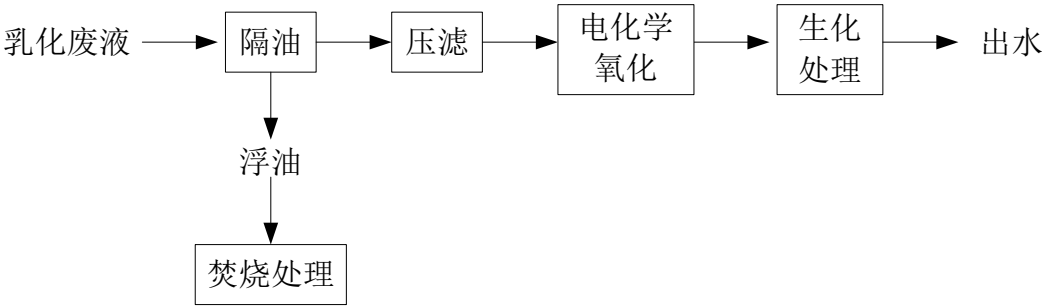 乳化废液
隔油
压滤
电化学
氧化
生化
处理
出水
浮油
焚烧处理